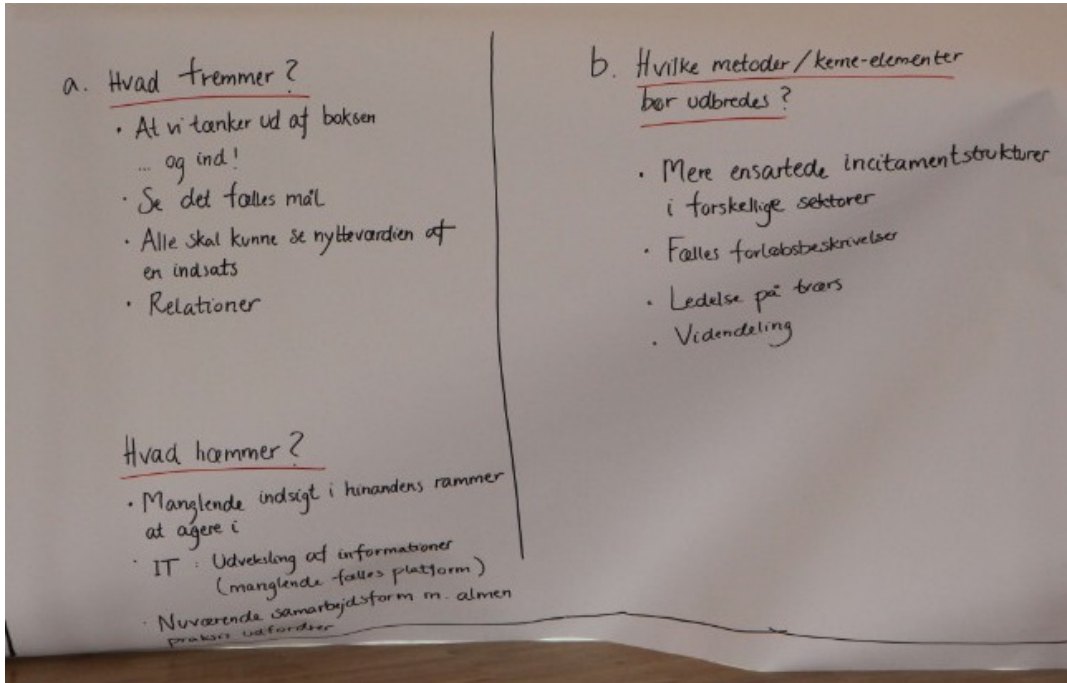 a. Hvad fremmer?
• At vi tænker ud af boksen
... og ind!
• Se det fælles mål
• Alle skal kunne se nytteværdien af
en indsats
• Relationer
Hvad hæmmer?
• Manglende indsigt i hinandens rammer
at agere i
• IT : Udveksling af informationer
(manglende fælles platform)
• Nuværende samarbejdsform m. almen
praksis udfordrer
b. Hvilke metoder/kerne-elementer
bør udbredes?
• Mere ensartede incitamentstrukturer
i forskellige sektorer
• Fælles forløbsbeskrivelser
• Ledelse på tværs
• Videndeling